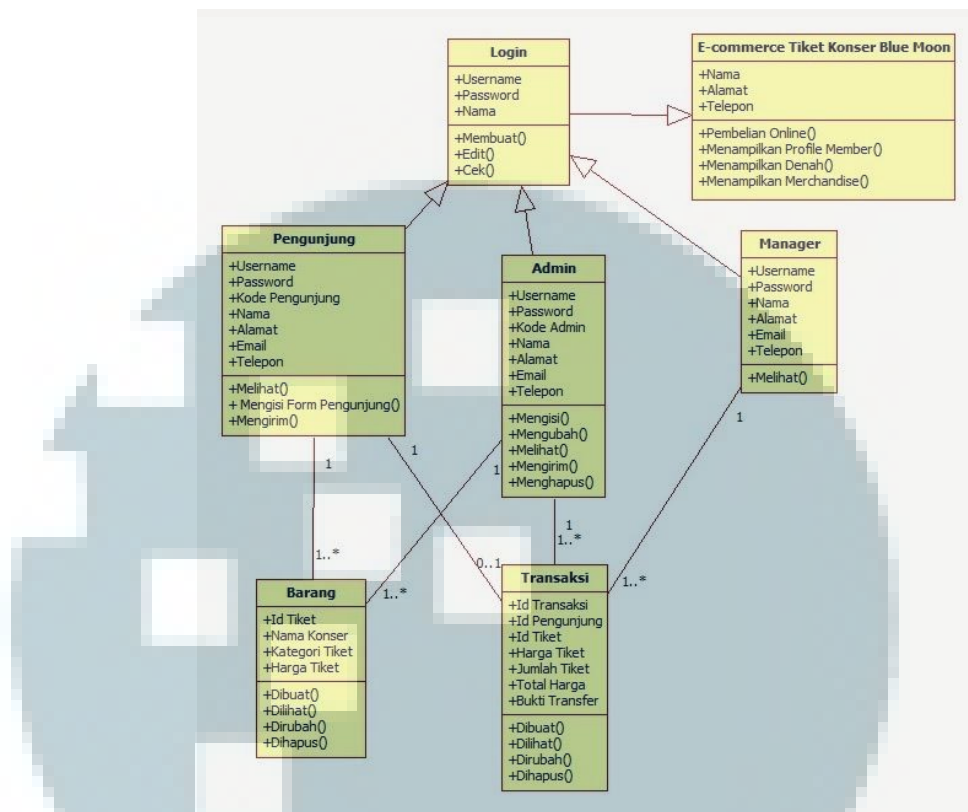 Login
+Username
+Password
+Nama
+Membuat()
+Edit()
+Cek()
E-commerce Tiket Konser Blue Moon
+Nama
+Alamat
+Telepon
+Pembelian Online()
+Menampilkan Profile Member()
+Menampilkan Denah()
+Menampilkan Merchandise()
Pengunjung
+Username
+Password
+Kode Pengunjung
+Nama
+Alamat
+Email
+Telepon
+Melihat()
+ Mengisi Form Pengunjung()
+Mengirim()
Admin
+Username
+Password
+Kode Admin
+Nama
+Alamat
+Email
+Telepon
+Mengisi()
+Mengubah()
+Melihat()
+Mengirim()
+Menghapus()
Manager
+Username
+Password
+Nama
+Alamat
+Email
+Telepon
+Melihat()
1
1
1
1
1
1..*
1..*
0..1
1..*
1..*
Barang
+Id Tiket
+Nama Konser
+Kategori Tiket
+Harga Tiket
+Dibuat()
+Dilihat()
+Dirubah()
+Dihapus()
Transaksi
+Id Transaksi
+Id Pengunjung
+Id Tiket
+Harga Tiket
+Jumlah Tiket
+Total Harga
+Bukti Transfer
+Dibuat()
+Dilihat()
+Dirubah()
+Dihapus()